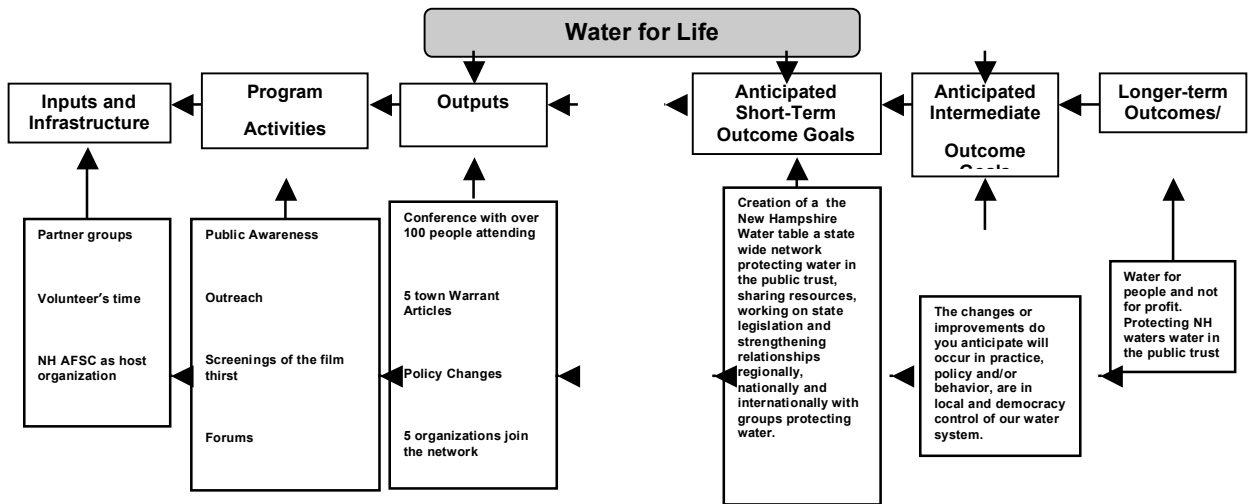 Water for Life
Inputs and
Infrastructure
Program
Activities
Outputs
Anticipated
Short-Term
Outcome Goals
Anticipated
Intermediate
Outcome
Goals
Longer-term
Outcomes/
Partner groups
Volunteer's time
NH AFSC as host
organization
Public Awareness
Outreach
Screenings of the film
thirst
Forums
Conference with over
100 people attending
5 town Warrant
Articles
Policy Changes
5 organizations join
the network
Creation of a the
New Hampshire
Water table a state
wide network
protecting water in
the public trust,
sharing resources,
working on state
legislation and
strengthening
relationships
regionally,
nationally and
internationally with
groups protecting
water.
The changes or
improvements do
you anticipate will
occur in practice,
policy and/or
behavior, are in
local and democracy
control of our water
system.
Water for
people and not
for profit.
Protecting NH
waters water in
the public trust